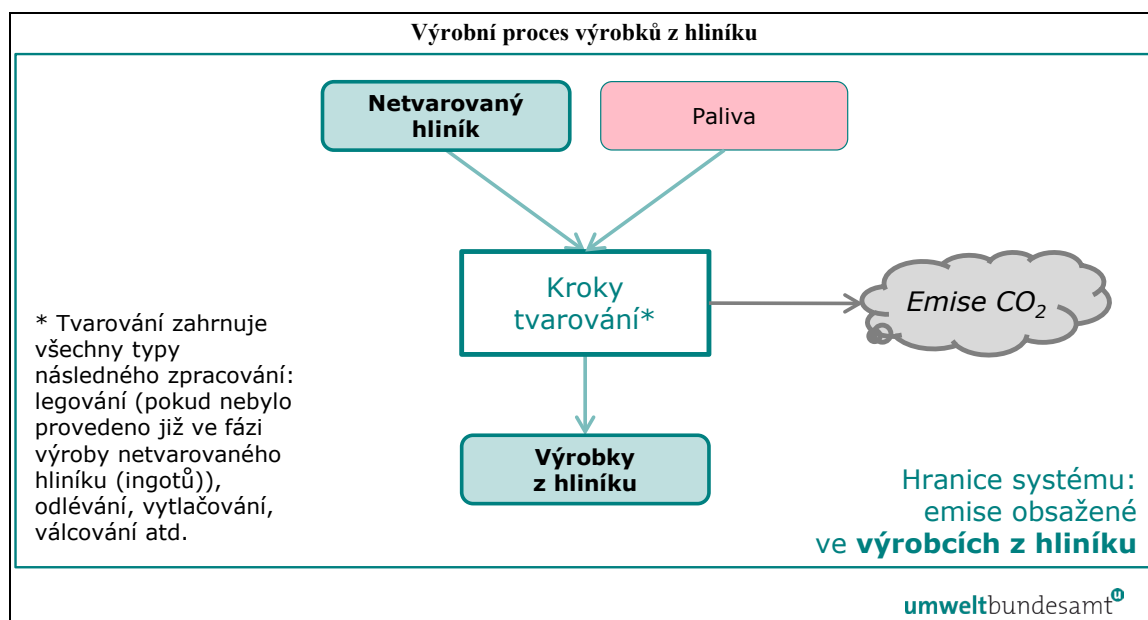 Výrobní proces výrobků z hliníku
Netvarovaný
hliník
Paliva
Kroky
tvarování*
Emise CO₂
* Tvarování zahrnuje
všechny typy
následného zpracování:
legování (pokud nebylo
provedeno již ve fázi
výroby netvarovaného
hliníku (ingotů)),
odlévání, vytlačování,
válcování atd.
Výrobky
z hliníku
Hranice systému:
emise obsažené
ve výrobcích z hliníku
umweltbundesamt u